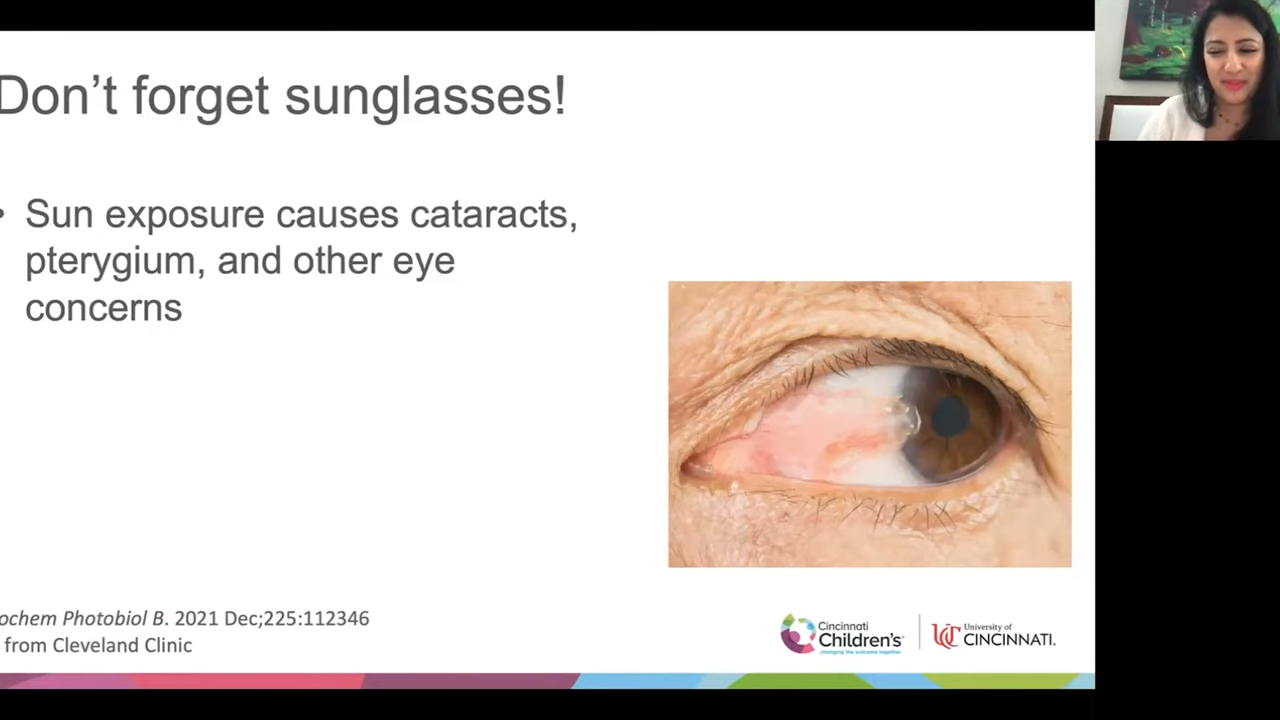 Don't forget sunglasses!
• Sun exposure causes cataracts,
pterygium, and other eye
concerns
ochem Photobiol B. 2021 Dec;225:112346
from Cleveland Clinic
Cincinnati
Children's
changing the outcome together
University of
CINCINNATI